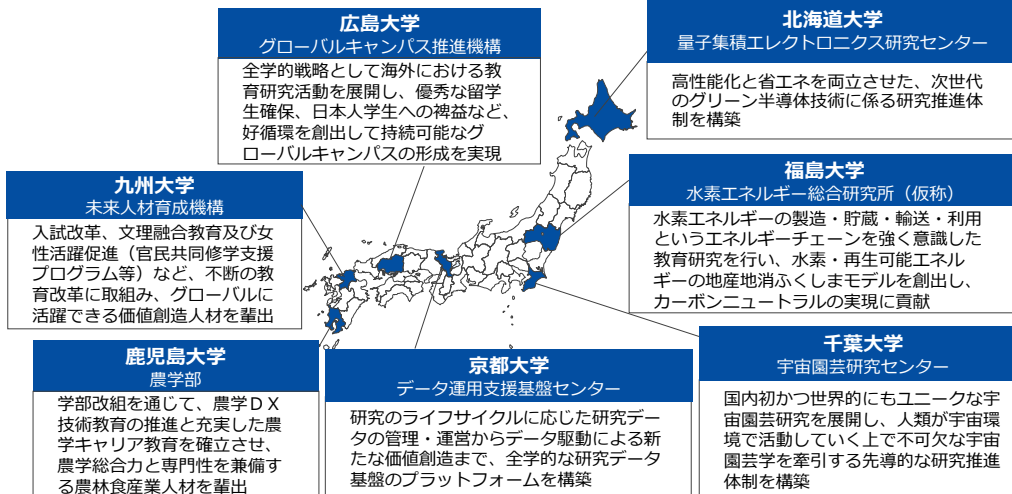 広島大学
グローバルキャンパス推進機構
全学的戦略として海外における教
育研究活動を展開し、優秀な留学
生確保、日本人学生への裨益など、
好循環を創出して持続可能なグ
ローバルキャンパスの形成を実現
北海道大学
量子集積エレクトロニクス研究センター
高性能化と省エネを両立させた、次世代
のグリーン半導体技術に係る研究推進体
制を構築
九州大学
未来人材育成機構
入試改革、文理融合教育及び女
性活躍促進（官民共同修学支援
プログラム等）など、不断の教
育改革に取組み、グローバルに
活躍できる価値創造人材を輩出
福島大学
水素エネルギー総合研究所（仮称）
水素エネルギーの製造・貯蔵・輸送・利用
というエネルギーチェーンを強く意識した
教育研究を行い、水素・再生可能エネル
ギーの地産地消ふくしまモデルを創出し、
カーボンニュートラルの実現に貢献
鹿児島大学
農学部
学部改組を通じて、農学ＤＸ
技術教育の推進と充実した農
学キャリア教育を確立させ、
農学総合力と専門性を兼備す
る農林食産業人材を輩出
京都大学
データ運用支援基盤センター
研究のライフサイクルに応じた研究デー
タの管理・運営からデータ駆動による新
たな価値創造まで、全学的な研究データ
基盤のプラットフォームを構築
千葉大学
宇宙園芸研究センター
国内初かつ世界的にもユニークな宇
宙園芸研究を展開し、人類が宇宙環
境で活動していく上で不可欠な宇宙
園芸学を牽引する先導的な研究推進
体制を構築